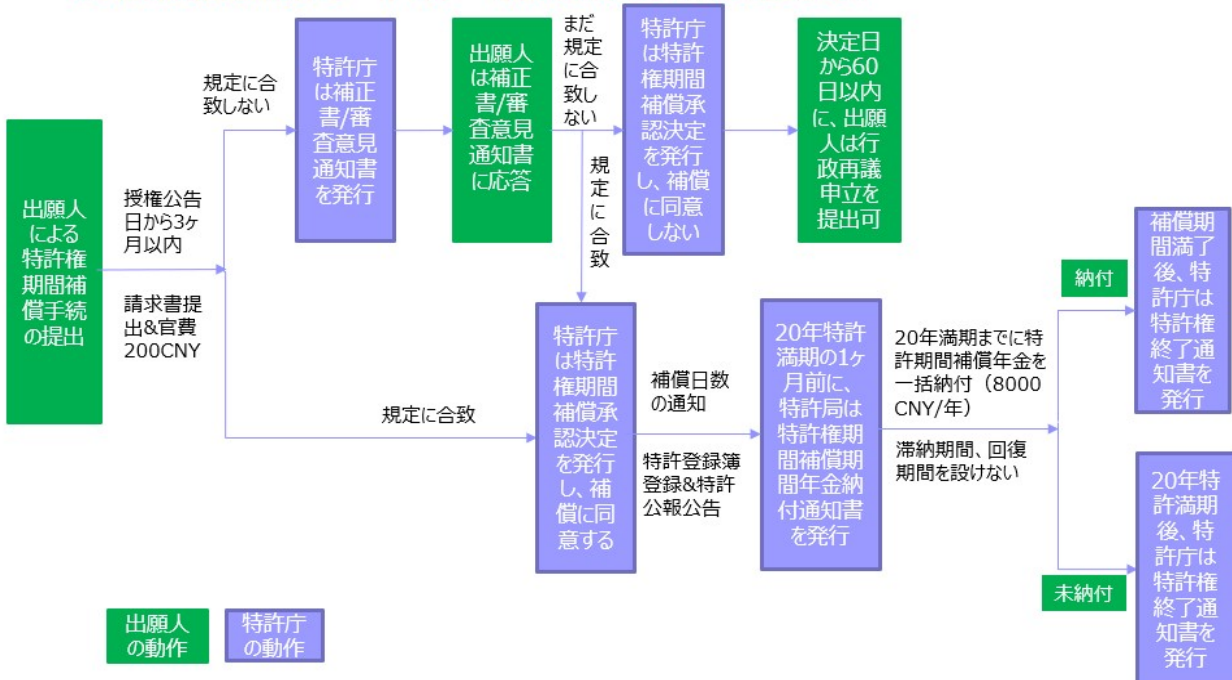 出願人
による
特許権
期間補
償手続
の提出
授権公告
日から3ヶ
月以内
請求書提
出&官費
200CNY
規定に合
致しない
特許庁
は補正
書/審
査意見
通知書
を発行
出願人
は補正
書/審
査意見
通知書
に応答
まだ
規定
に合
致しな
い
規
定
に
合
致
特許庁
は特許
権期間
補償承
認決定
を発行
し、補償
に同意
しない
決定日
から60
日以内
に、出願
人は行
政再議
申立を
提出可
規定に合致
特許庁
は特許
権期間
補償承
認決定
を発行
し、補
償に同
意する
補償日数
の通知
特許登録簿
登録&特許
公報公告
20年特許
満期の1ヶ
月前に、
特許局は
特許権期
間補償期
間年金納
付通知書
を発行
20年満期までに特
許期間補償年金を
一括納付（8000
CNY/年）
滞納期間、回復
期間を設けない
納付
補償期
間満了
後、特
許庁は
特許権
終了通
知書を
発行
未納付
20年特
許満期
後、特
許庁は
特許権
終了通
知書を
発行
出願人
の動作
特許庁
の動作